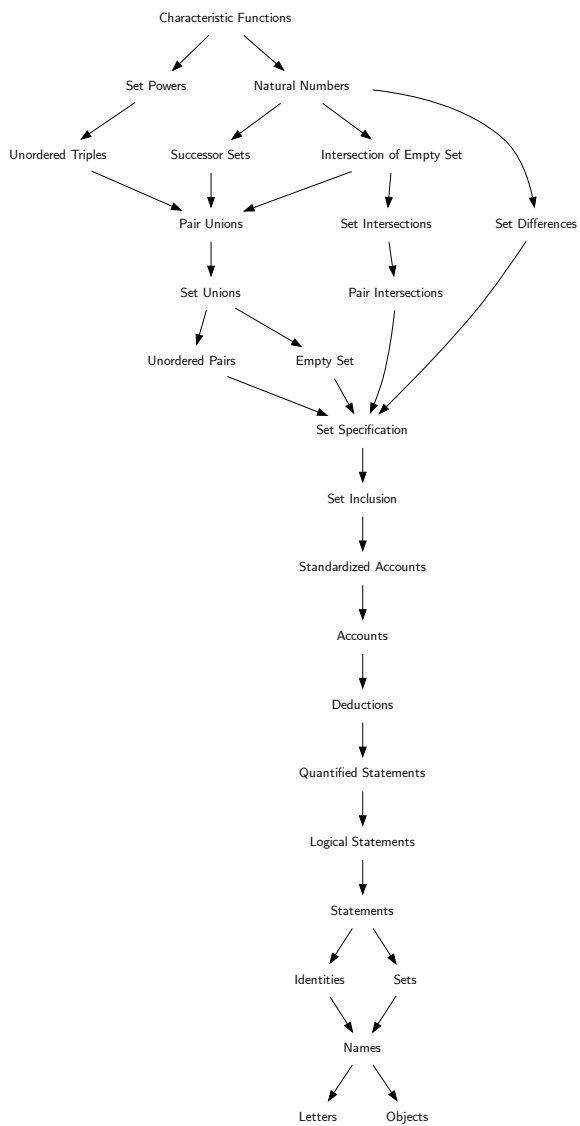 Characteristic Functions
Set Powers
Natural Numbers
Unordered Triples
Successor Sets
Intersection of Empty Set
Pair Unions
Set Intersections
Set Differences
Set Unions
Pair Intersections
Unordered Pairs
Empty Set
Set Specification
Set Inclusion
Standardized Accounts
Accounts
Deductions
Quantified Statements
Logical Statements
Statements
Identities
Sets
Names
Letters
Objects